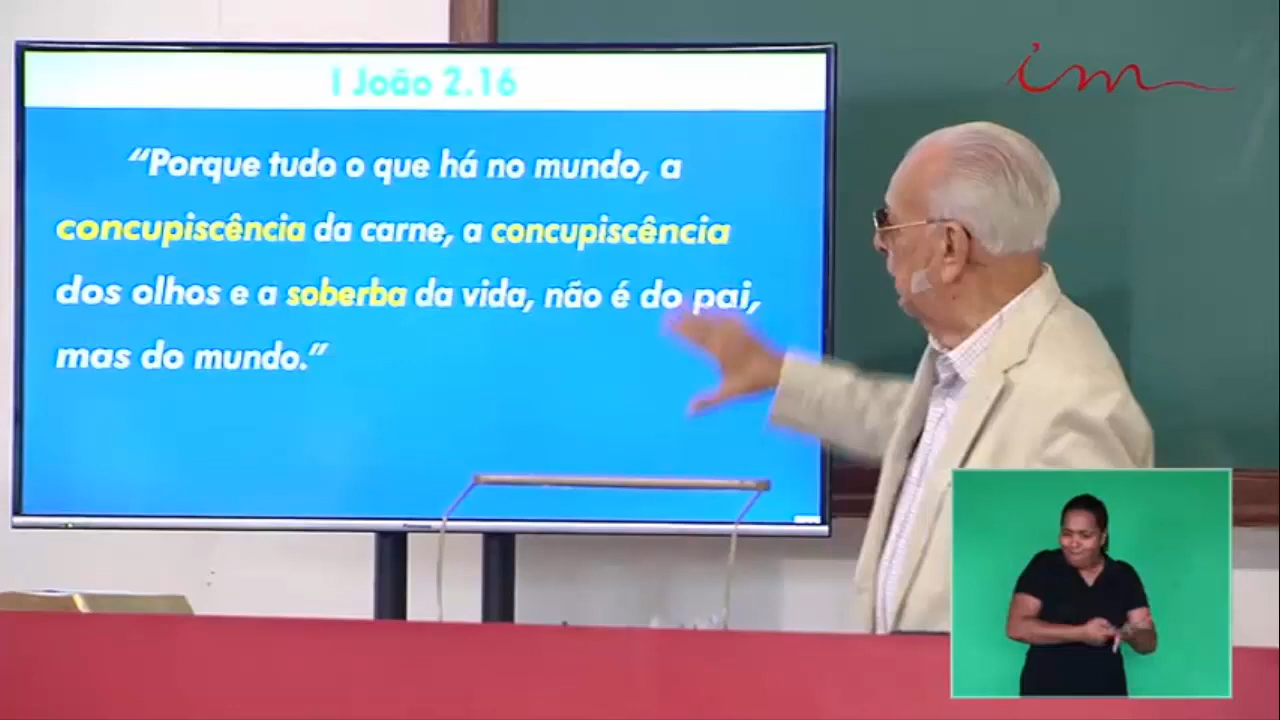 I João 2.16
“Porque tudo o que há no mundo, a
concupiscência da carne, a concupiscência
dos olhos e a soberba da vida, não é do pai,
mas do mundo.”
im